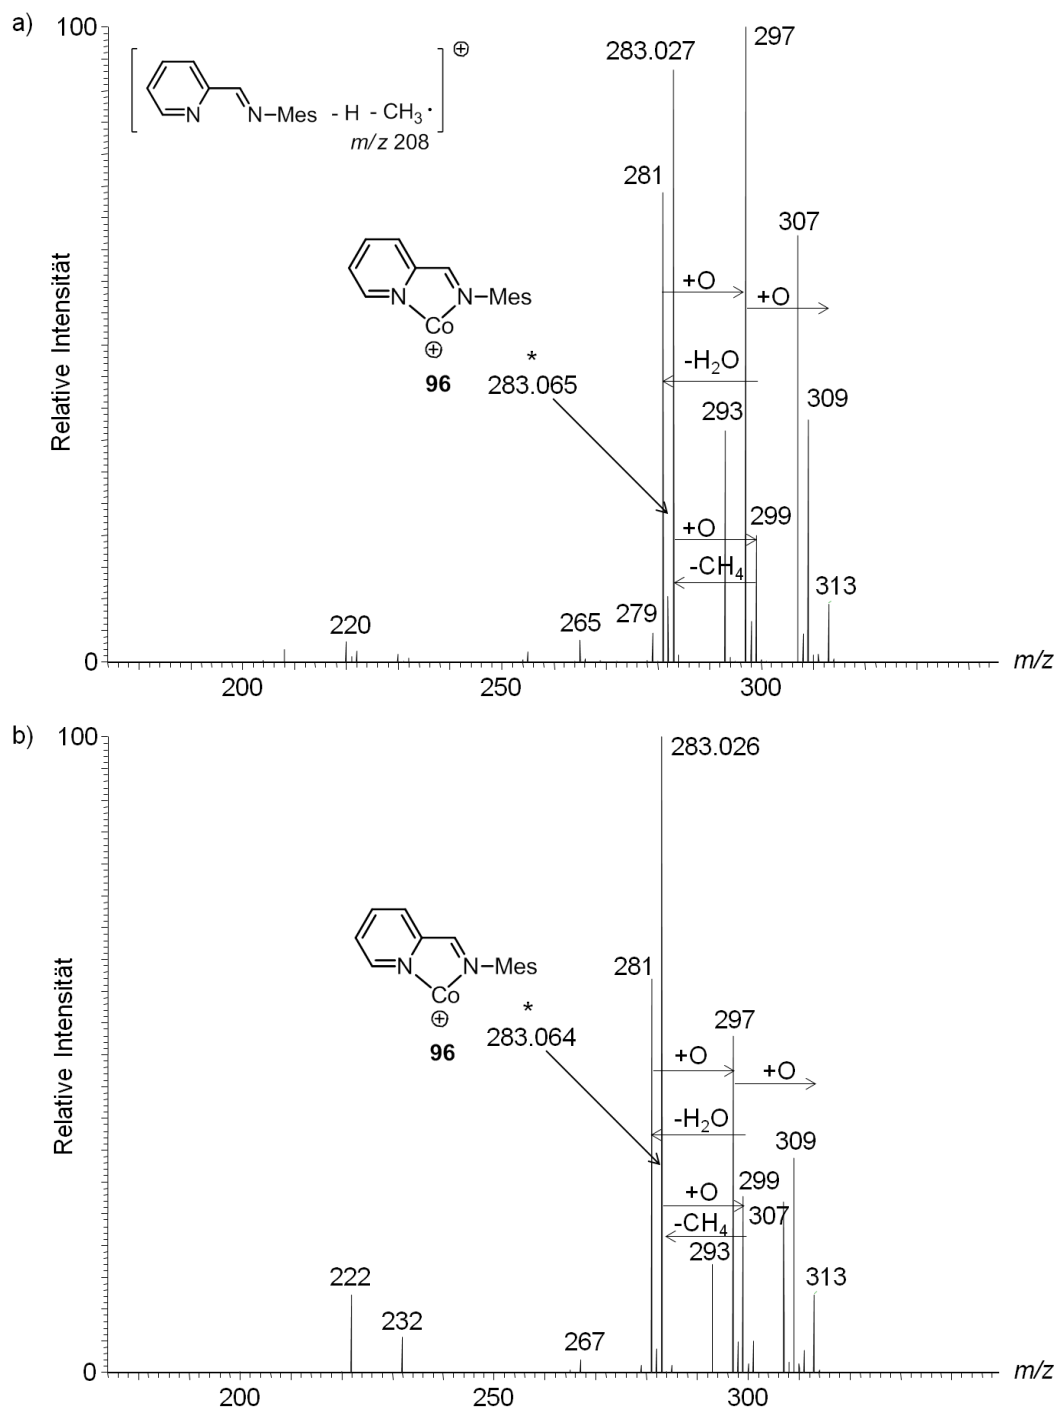 a)
100
297
283.027
N N–Mes - H - CH₃·
⊕
m/z 208
281
307
+O
+O
N N–Mes
Co
⊕
96
*
283.065
-H₂O
293
309
+O
299
-CH₄
279
313
220
265
0
200
250
300
m/z
Relative Intensität
b)
100
283.026
N N–Mes
Co
⊕
96
*
283.064
281
297
+O
+O
-H₂O
309
+O
299
307
-CH₄
293
222
313
232
267
0
200
250
300
m/z
Relative Intensität